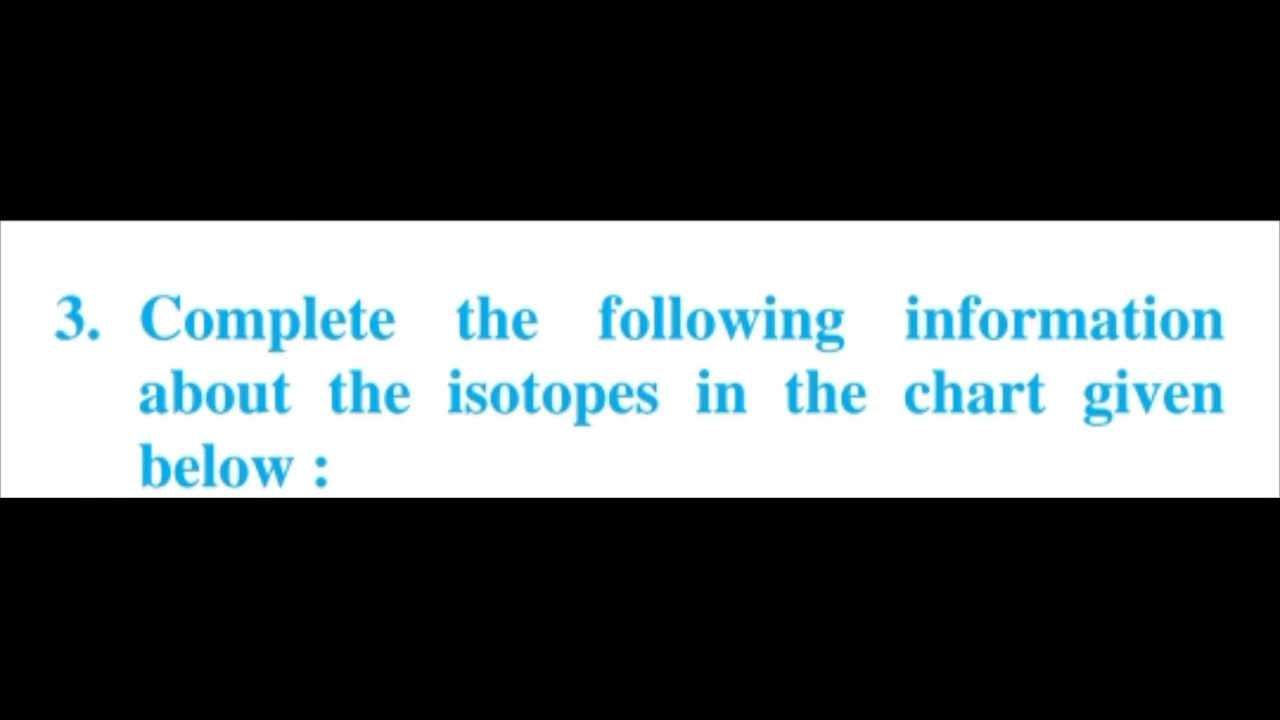 3. Complete the following information
about the isotopes in the chart given
below :